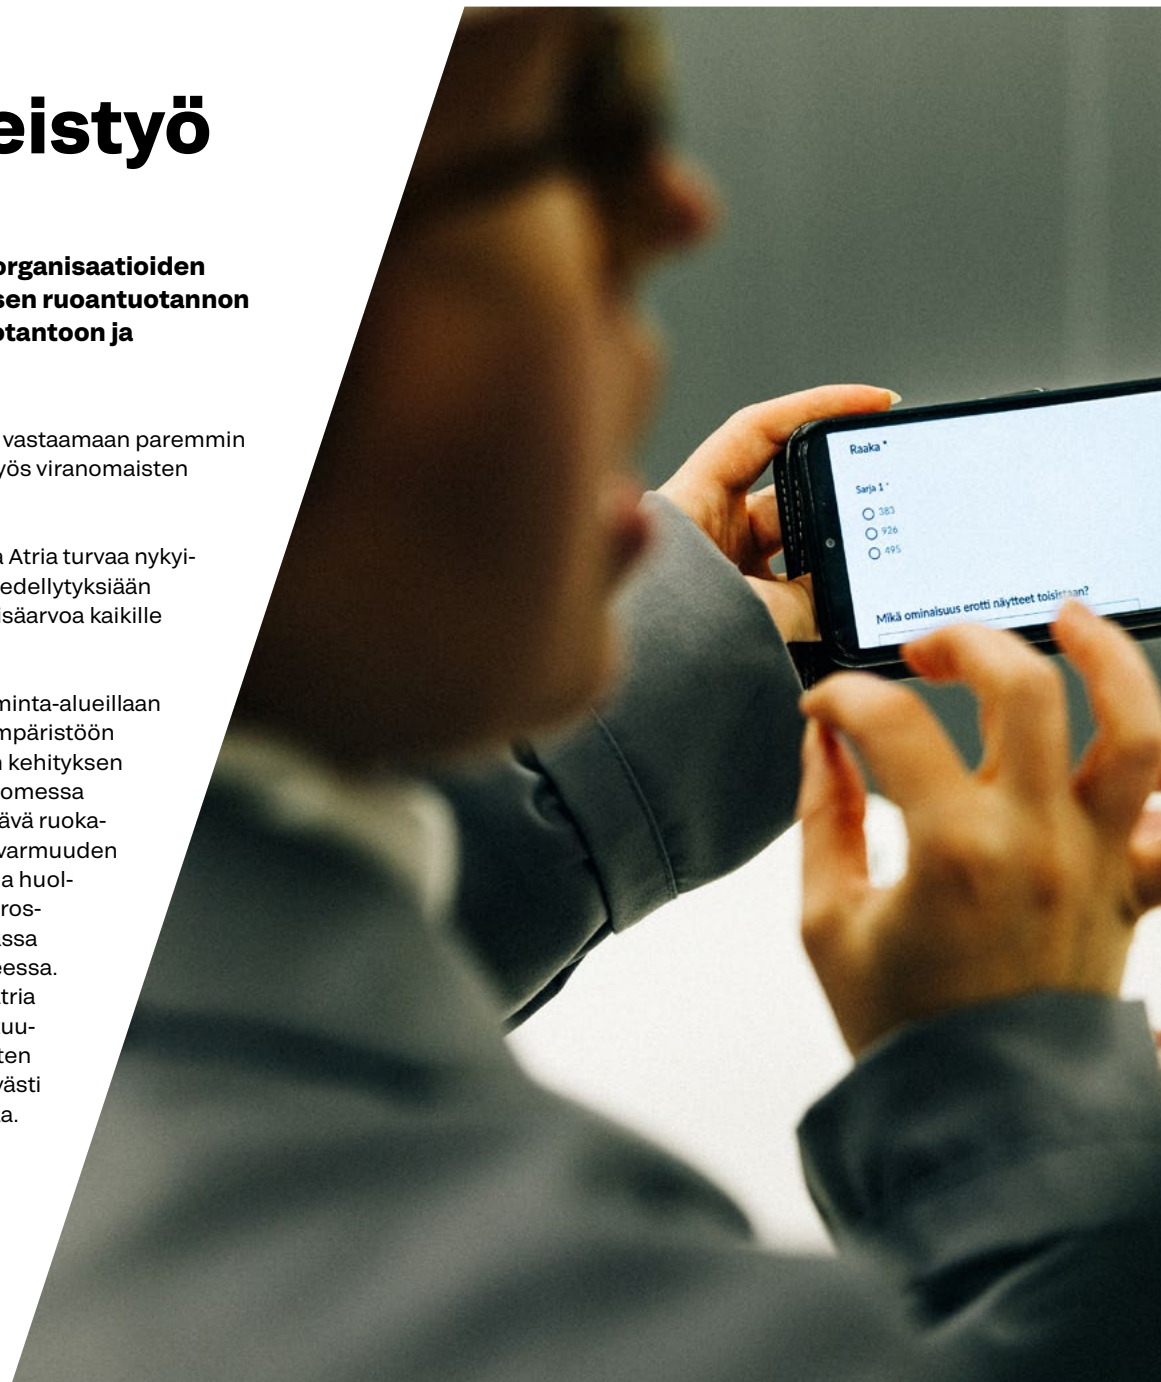 eistyö
organisaatioiden
sen ruoantuotannon
otantoon ja
vastaamaan paremmin
yös viranomaisten
a Atria turvaa nykyi-
edellytyksiään
isäarvoa kaikille
minta-alueillaan
mpäristöön
n kehityksen
omessa
ävä ruoka-
varmuuden
a huol-
ros-
assa
eessa.
tria
uu-
ten
västi
a.
Raaka *
Sarja 1 *
383
926
495
Mikä ominaisuus erotti näytteet toisistaan?